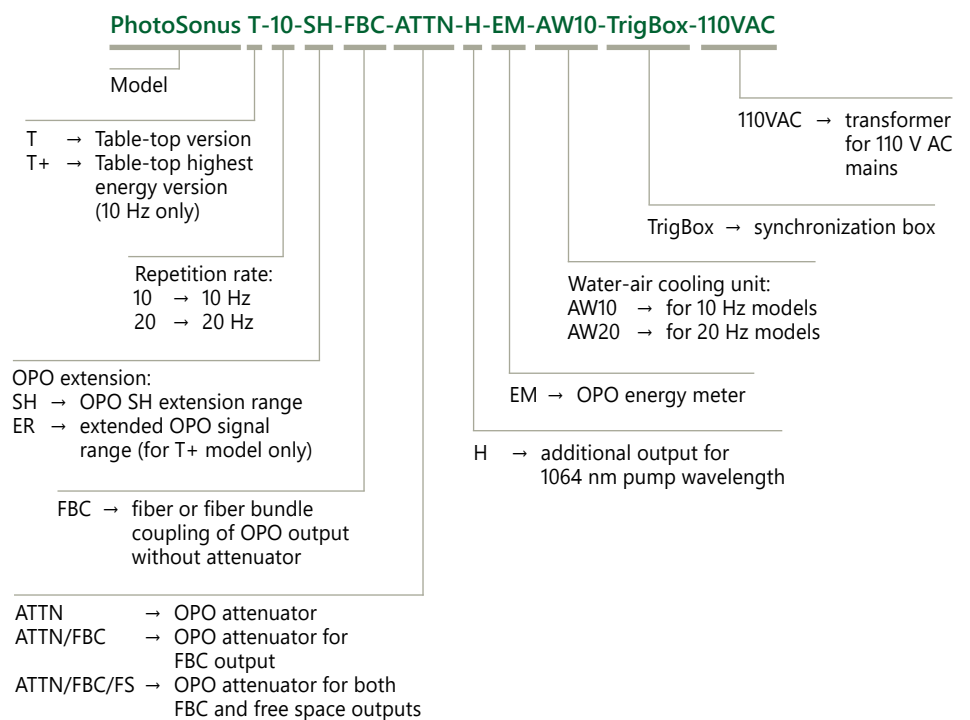 PhotoSonus T-10-SH-FBC-ATTN-H-EM-AW10-TrigBox-110VAC
Model
T → Table-top version
T+ → Table-top highest
energy version
(10 Hz only)
110VAC → transformer
for 110 V AC
mains
TrigBox → synchronization box
Repetition rate:
10 → 10 Hz
20 → 20 Hz
Water-air cooling unit:
AW10 → for 10 Hz models
AW20 → for 20 Hz models
OPO extension:
SH → OPO SH extension range
ER → extended OPO signal
range (for T+ model only)
EM → OPO energy meter
H → additional output for
1064 nm pump wavelength
FBC → fiber or fiber bundle
coupling of OPO output
without attenuator
ATTN → OPO attenuator
ATTN/FBC → OPO attenuator for
FBC output
ATTN/FBC/FS → OPO attenuator for both
FBC and free space outputs